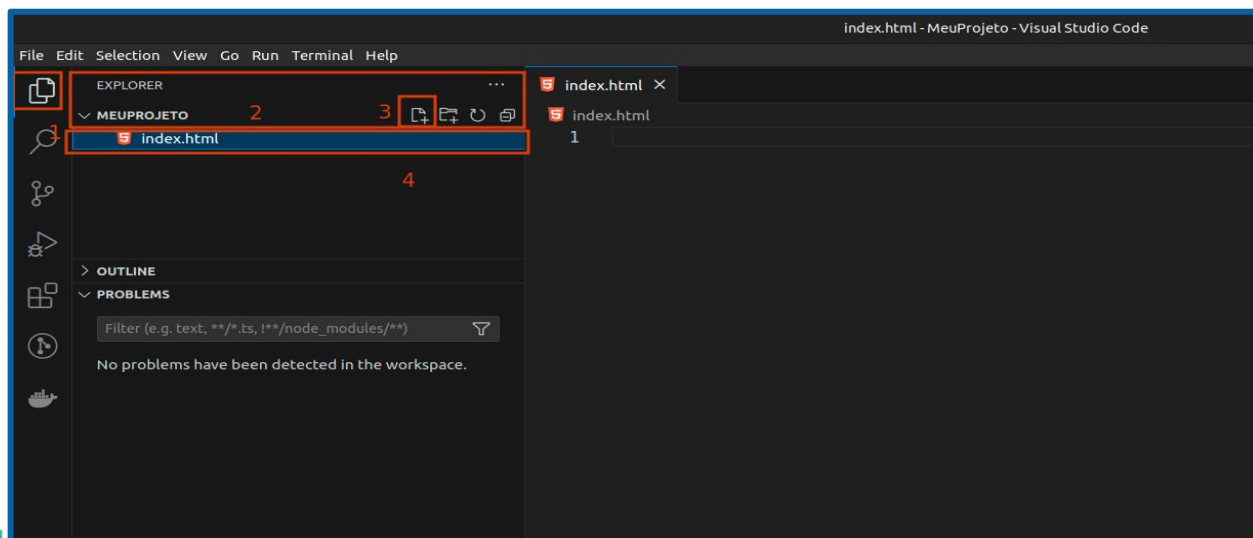 index.html - MeuProjeto - Visual Studio Code
File Edit Selection View Go Run Terminal Help
EXPLORER
index.html
MEUPROJETO 2 3
index.html
1
1
index.html
4
OUTLINE
PROBLEMS
Filter (e.g. text, **/*.ts, !**/node_modules/**)
No problems have been detected in the workspace.